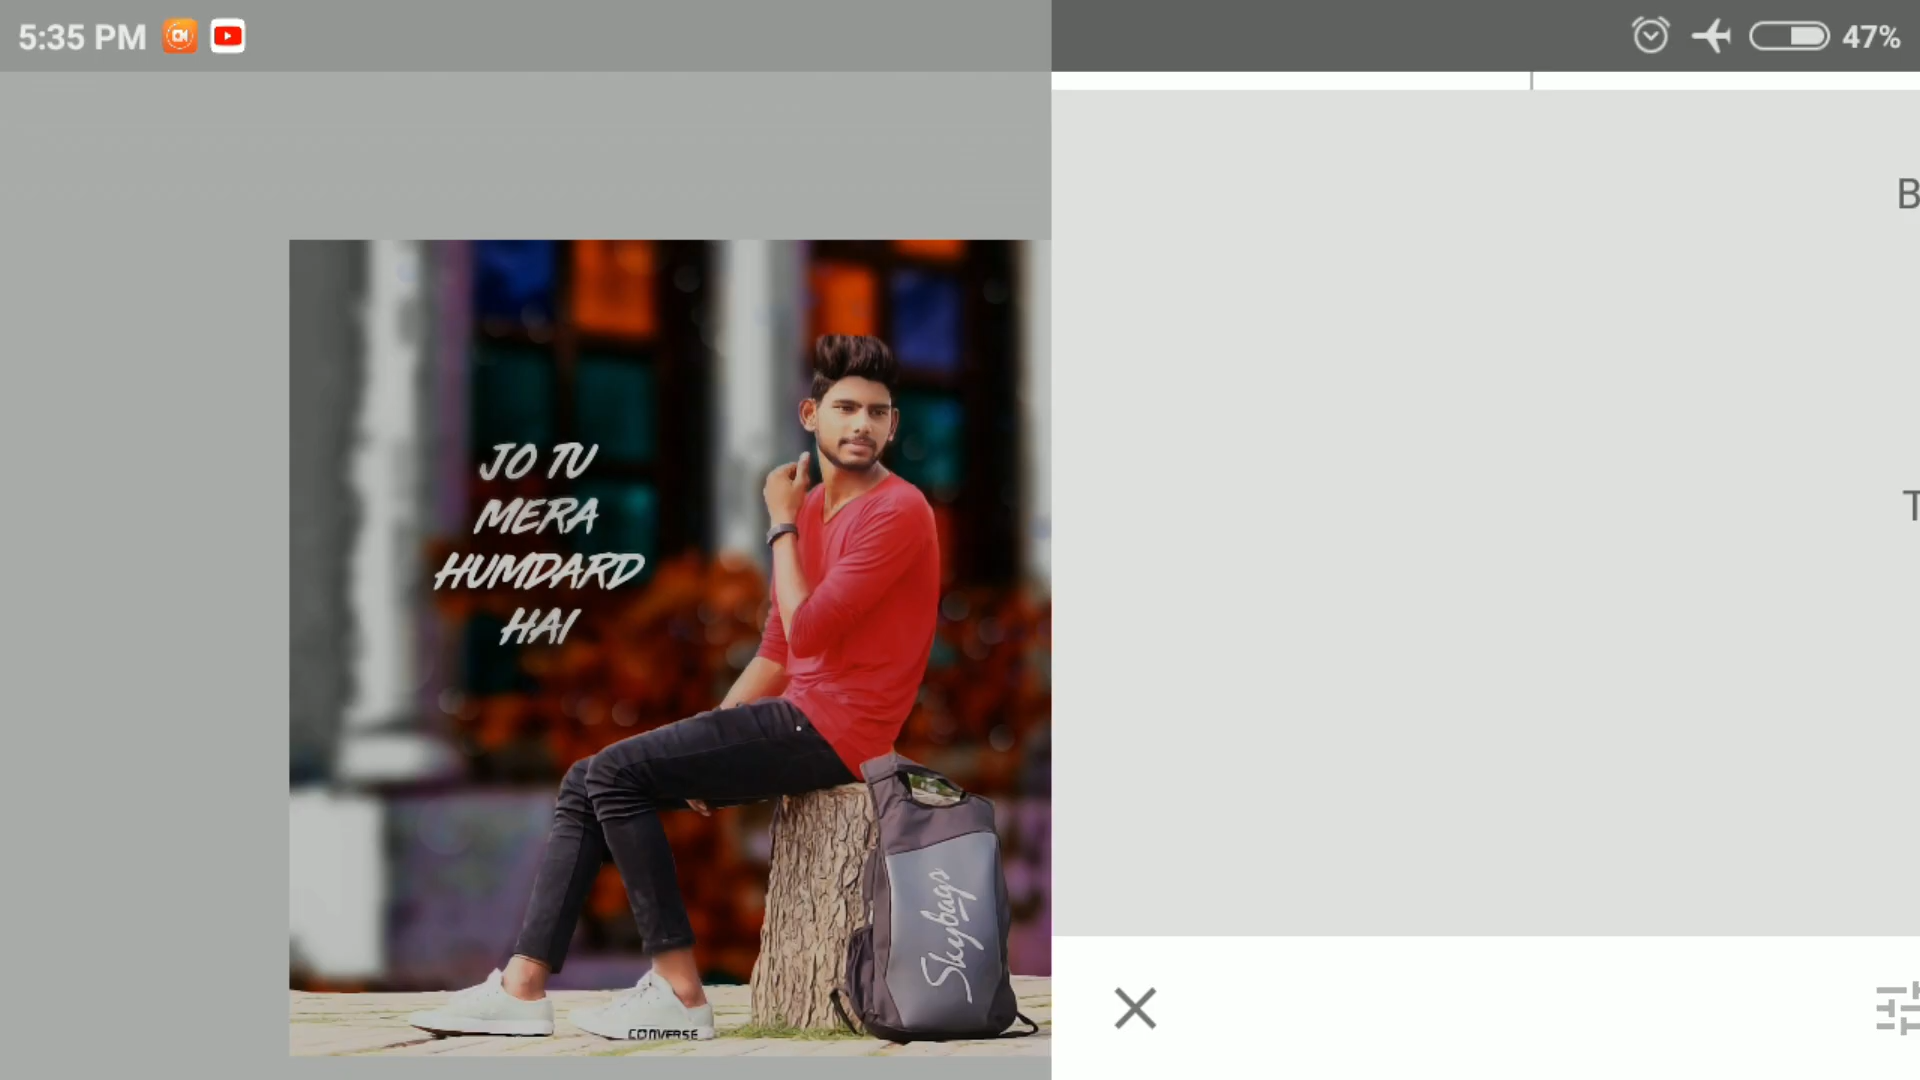 5:35 PM
47%
B
T
JO TU
MERA
HUMDARD
HAI
Skybags
CONVERSE